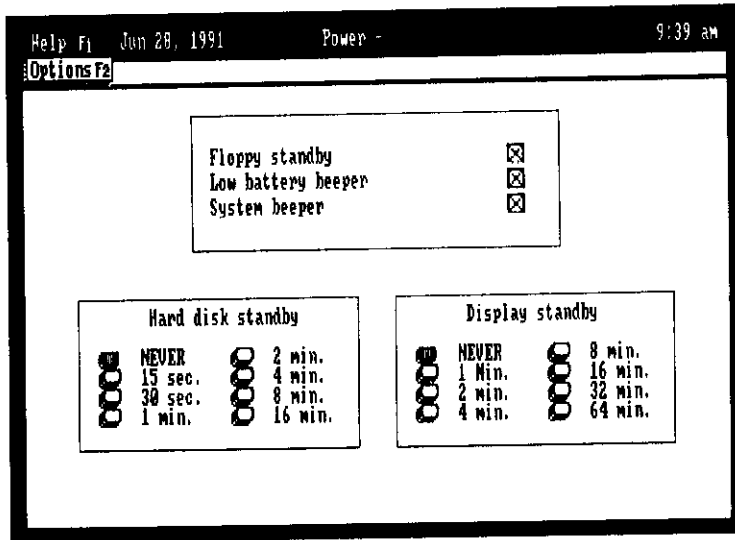 Help F1 Jun 28, 1991 Power - 9:39 am
Options F2
Floppy standby
Low battery beeper
System beeper
Hard disk standby
NEVER 2 min.
15 sec. 4 min.
30 sec. 8 min.
1 min. 16 min.
Display standby
NEVER 8 min.
1 Min. 16 min.
2 min. 32 min.
4 min. 64 min.